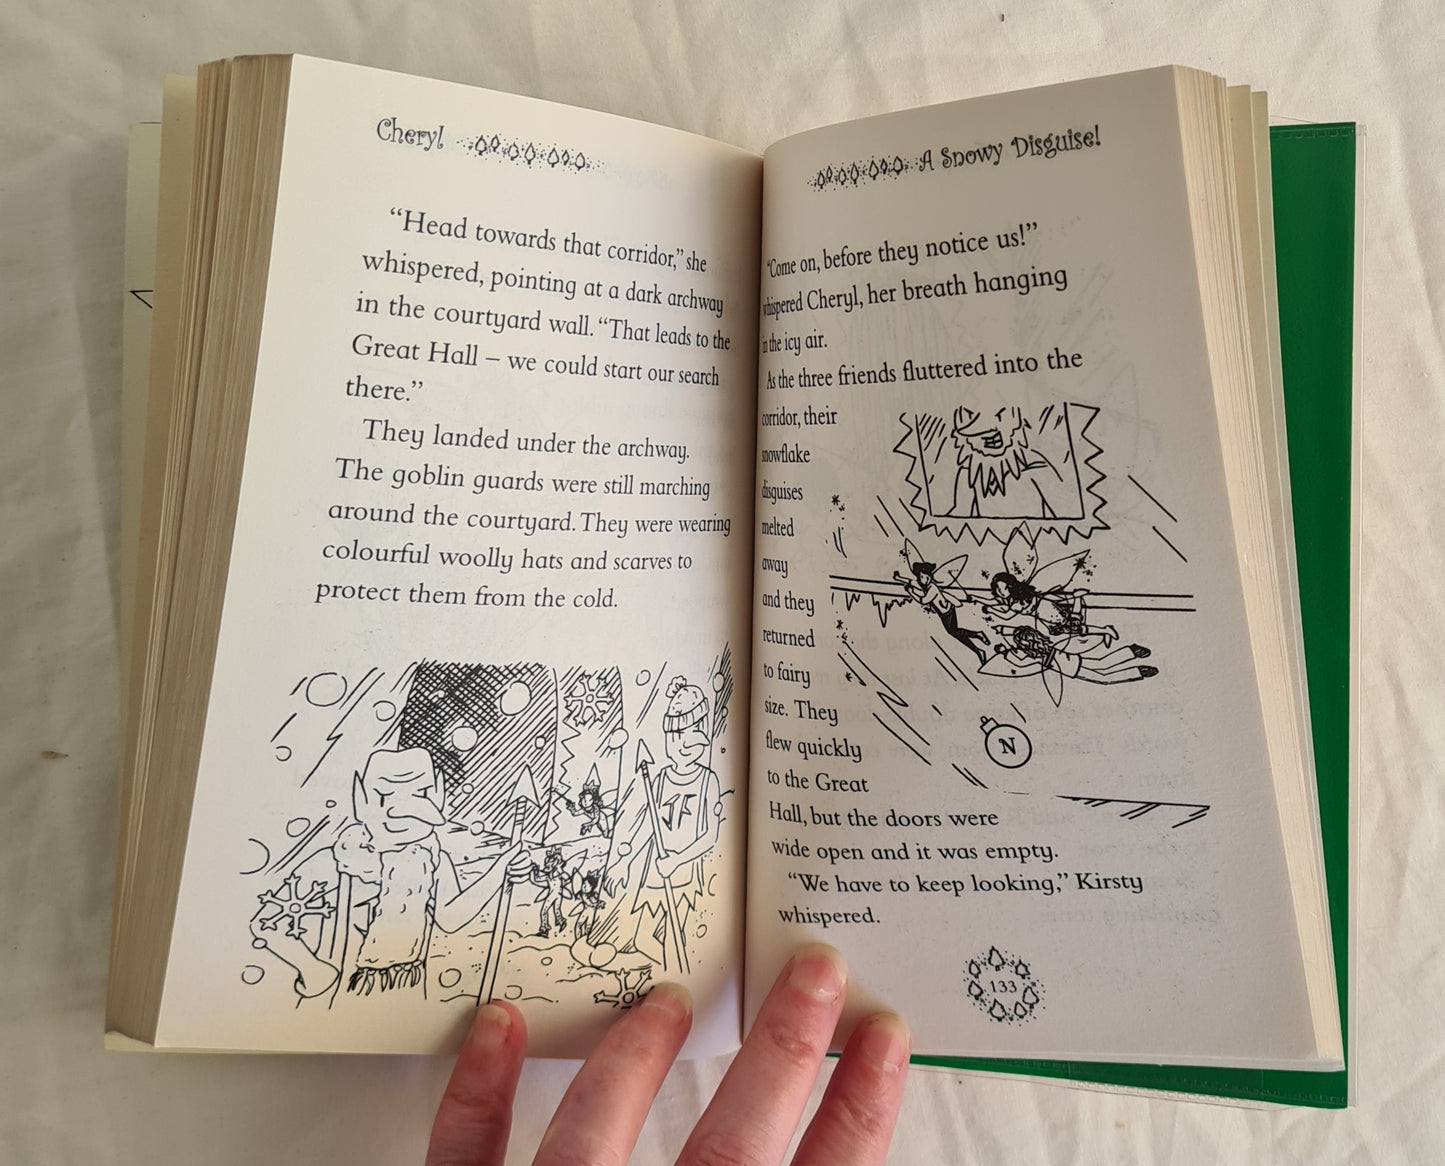 Cheryl
“Head towards that corridor,” she
whispered, pointing at a dark archway
in the courtyard wall. “That leads to the
Great Hall – we could start our search
there.”
They landed under the archway.
The goblin guards were still marching
around the courtyard. They were wearing
colourful woolly hats and scarves to
protect them from the cold.
JF
A Snowy Disguise!
“Come on, before they notice us!”
whispered Cheryl, her breath hanging
in the icy air.
As the three friends fluttered into the
corridor, their
snowflake
disguises
melted
away
and they
returned
to fairy
size. They
flew quickly
to the Great
Hall, but the doors were
wide open and it was empty.
“We have to keep looking,” Kirsty
whispered.
N
133